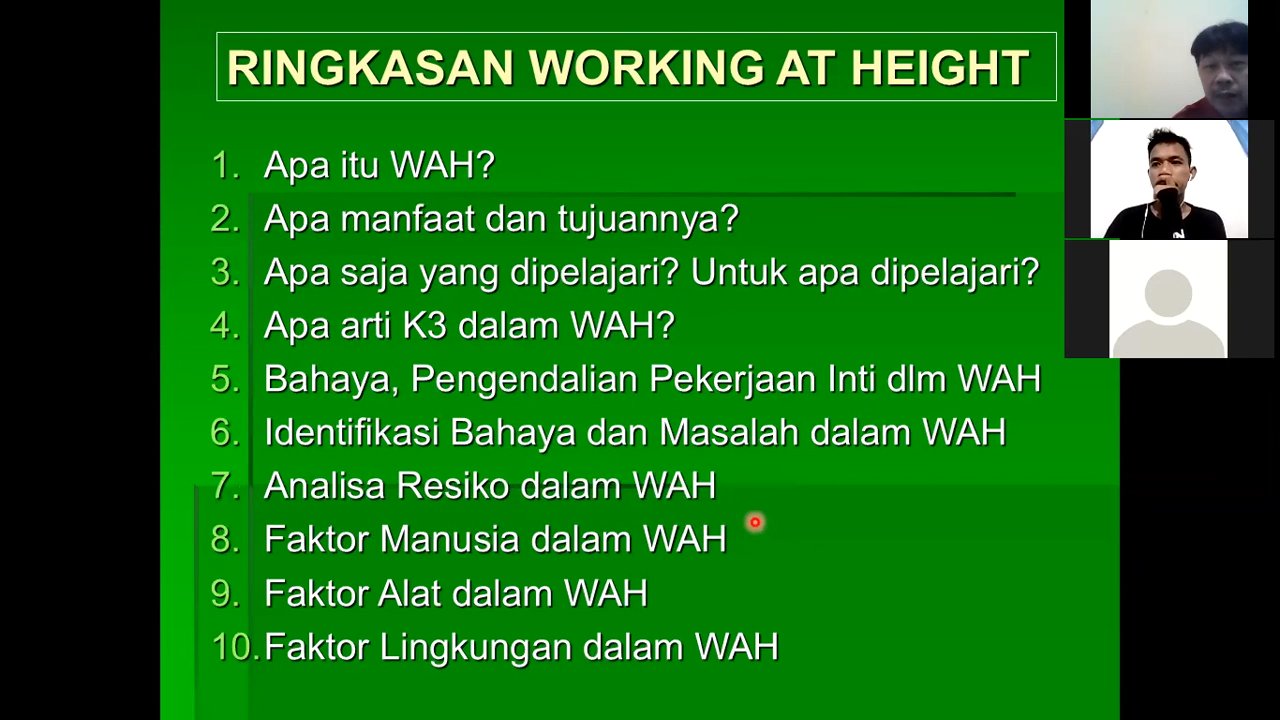 RINGKASAN WORKING AT HEIGHT
1. Apa itu WAH?
2. Apa manfaat dan tujuannya?
3. Apa saja yang dipelajari? Untuk apa dipelajari?
4. Apa arti K3 dalam WAH?
5. Bahaya, Pengendalian Pekerjaan Inti dlm WAH
6. Identifikasi Bahaya dan Masalah dalam WAH
7. Analisa Resiko dalam WAH
8. Faktor Manusia dalam WAH
9. Faktor Alat dalam WAH
10. Faktor Lingkungan dalam WAH